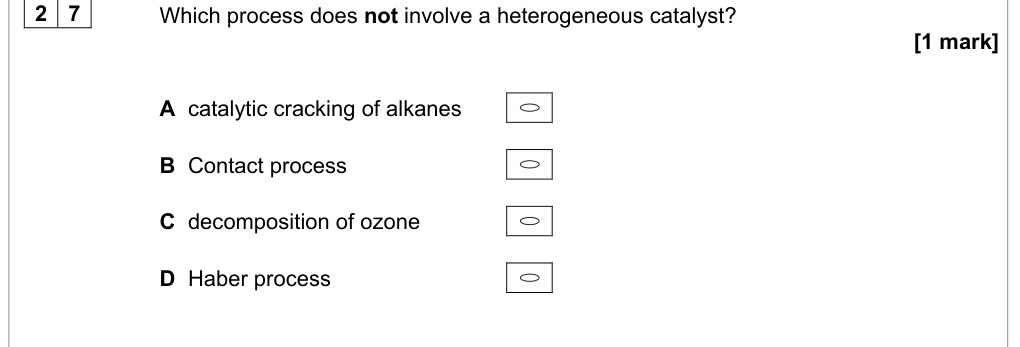 2 7 Which process does not involve a heterogeneous catalyst?
[1 mark]
A catalytic cracking of alkanes
B Contact process
C decomposition of ozone
D Haber process